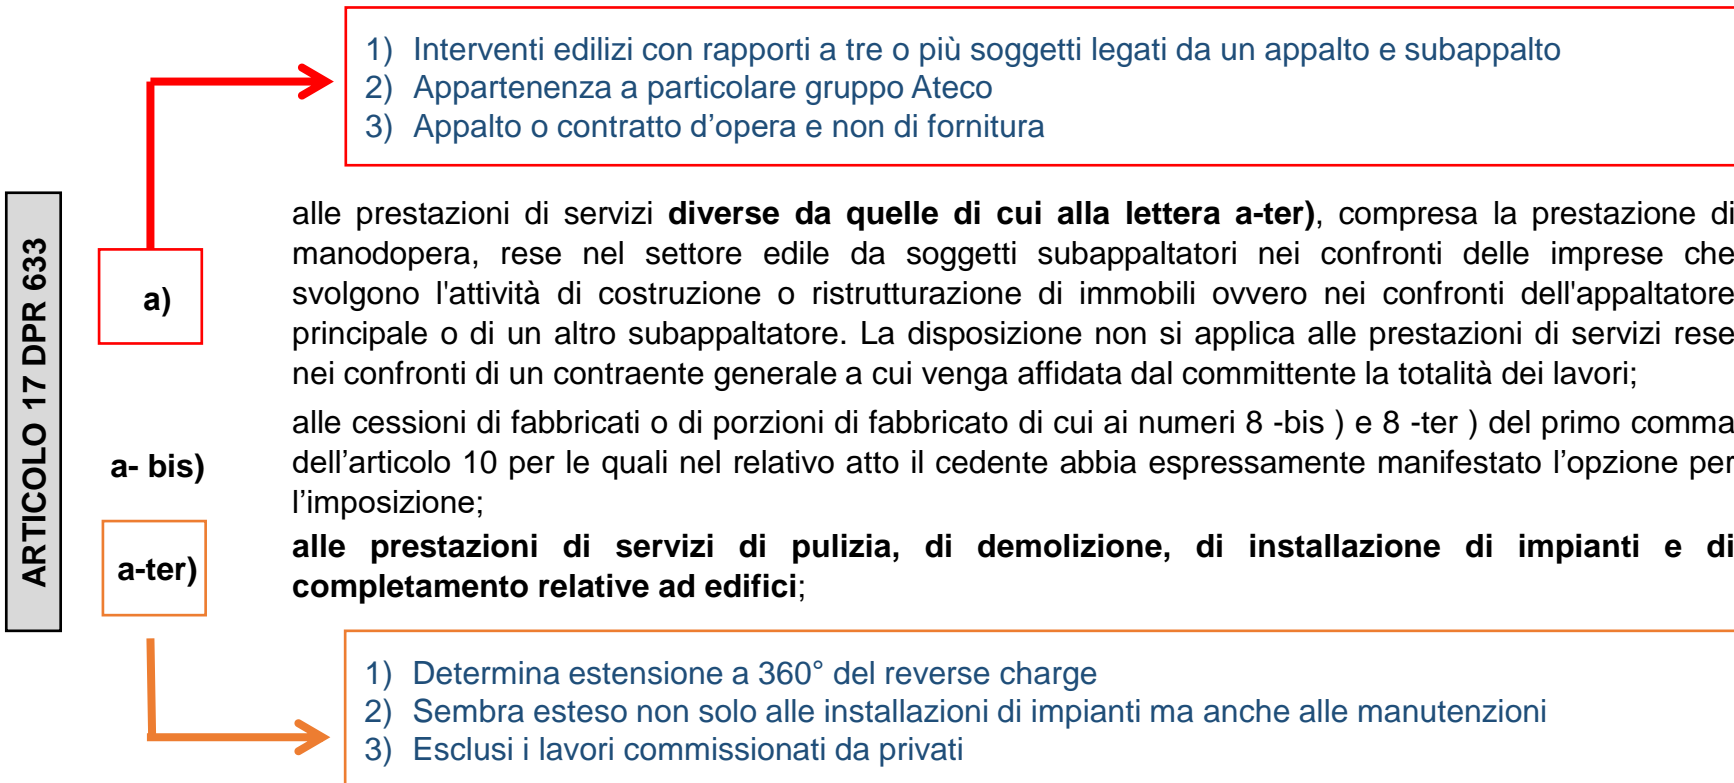 1) Interventi edilizi con rapporti a tre o più soggetti legati da un appalto e subappalto
2) Appartenenza a particolare gruppo Ateco
3) Appalto o contratto d’opera e non di fornitura
ARTICOLO 17 DPR 633
a)
alle prestazioni di servizi diverse da quelle di cui alla lettera a-ter), compresa la prestazione di
manodopera, rese nel settore edile da soggetti subappaltatori nei confronti delle imprese che
svolgono l'attività di costruzione o ristrutturazione di immobili ovvero nei confronti dell'appaltatore
principale o di un altro subappaltatore. La disposizione non si applica alle prestazioni di servizi rese
nei confronti di un contraente generale a cui venga affidata dal committente la totalità dei lavori;
a- bis)
alle cessioni di fabbricati o di porzioni di fabbricato di cui ai numeri 8 -bis ) e 8 -ter ) del primo comma
dell’articolo 10 per le quali nel relativo atto il cedente abbia espressamente manifestato l’opzione per
l’imposizione;
a-ter)
alle prestazioni di servizi di pulizia, di demolizione, di installazione di impianti e di
completamento relative ad edifici;
1) Determina estensione a 360° del reverse charge
2) Sembra esteso non solo alle installazioni di impianti ma anche alle manutenzioni
3) Esclusi i lavori commissionati da privati